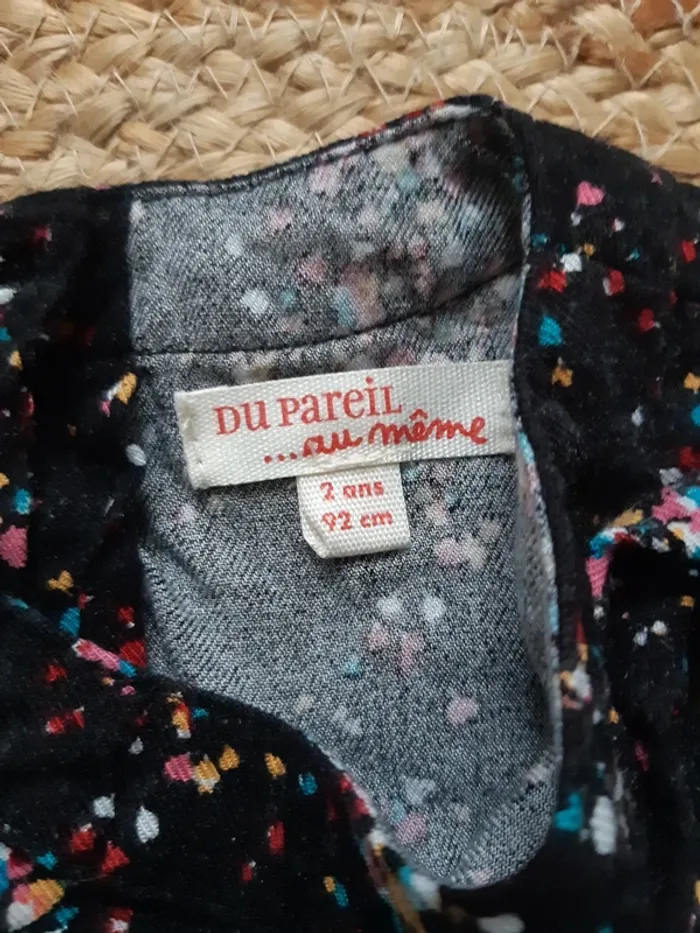 DU PAREIL
...au même
2 ans
92 cm